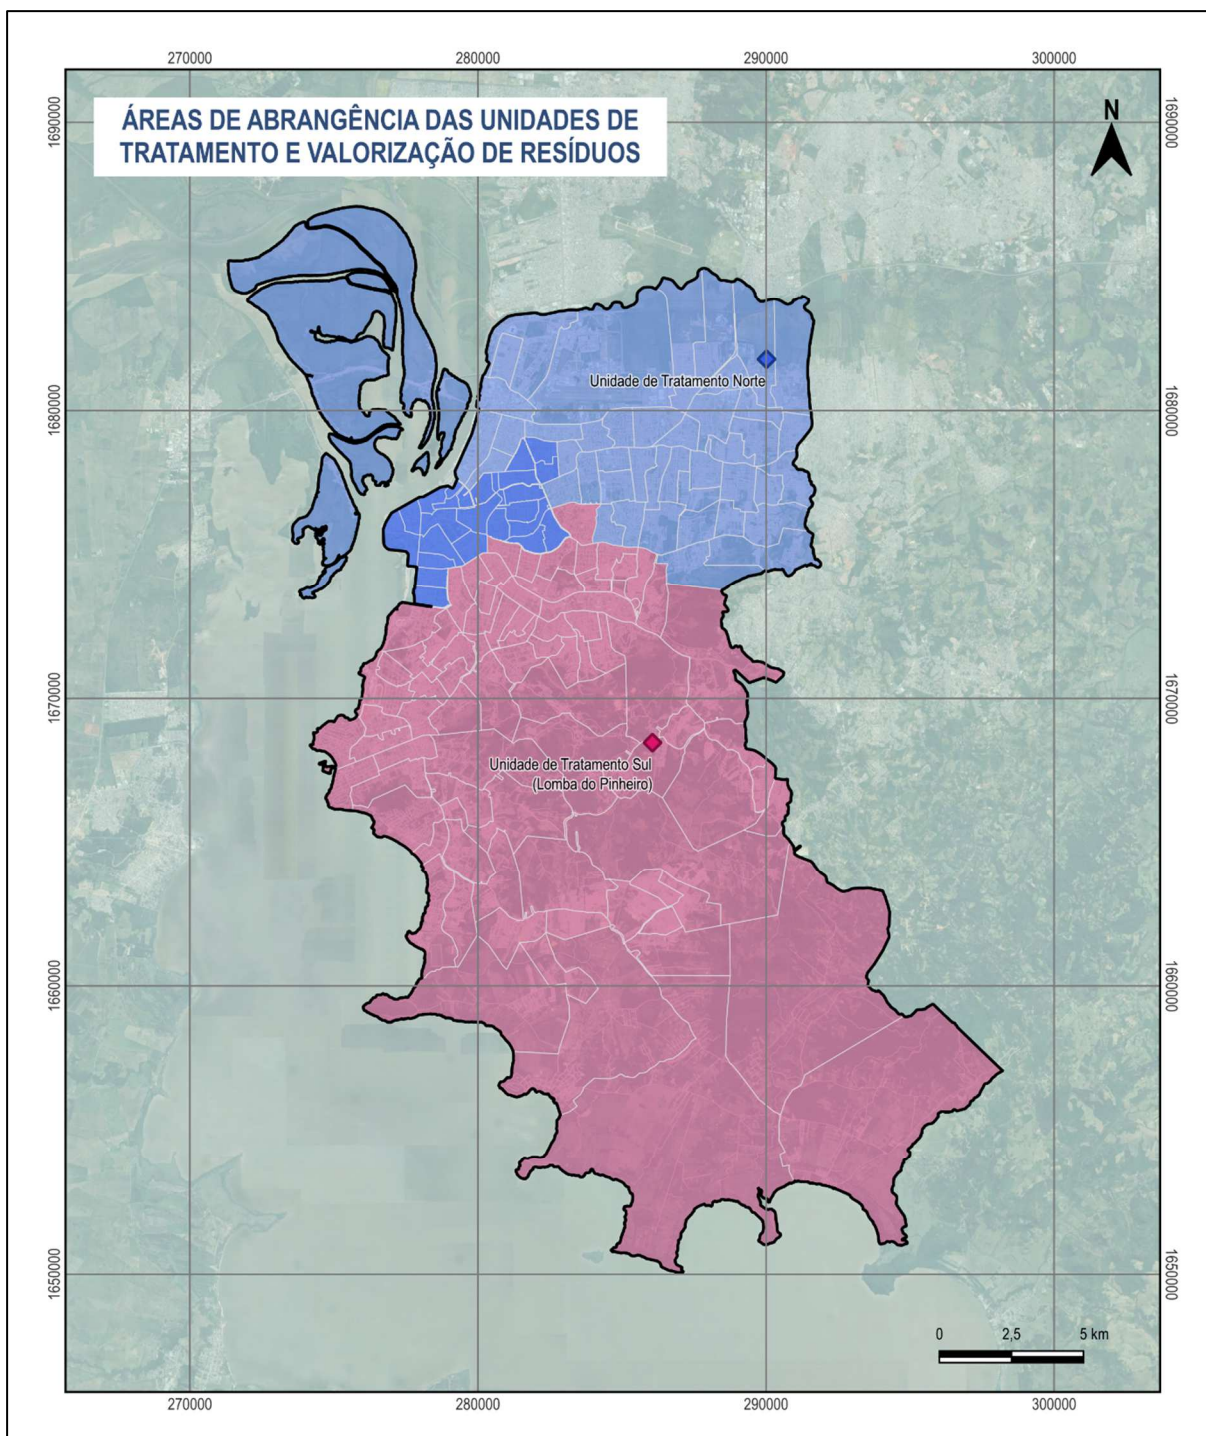 270000
280000
290000
300000
ÁREAS DE ABRANGÊNCIA DAS UNIDADES DE
TRATAMENTO E VALORIZAÇÃO DE RESÍDUOS
N
1690000
1690000
Unidade de Tratamento Norte
1680000
1680000
1670000
1670000
Unidade de Tratamento Sul
(Lomba do Pinheiro)
1660000
1660000
1650000
1650000
0
2,5
5 km
270000
280000
290000
300000